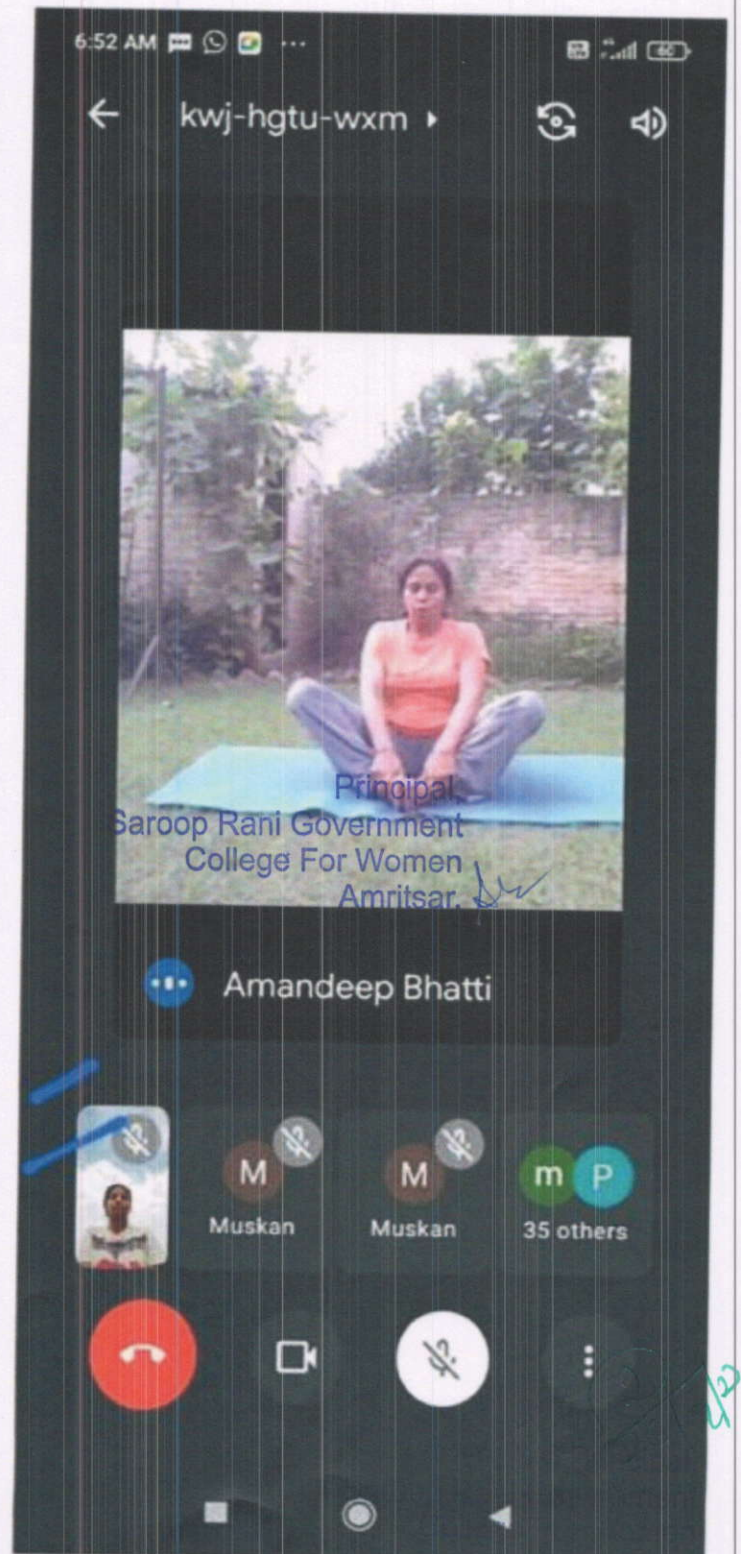 6:52 AM
60
kwj-hgtu-wxm
Principal,
Saroop Rani Government
College For Women
Amritsar.
Amandeep Bhatti
M
M
m P
Muskan
Muskan
35 others